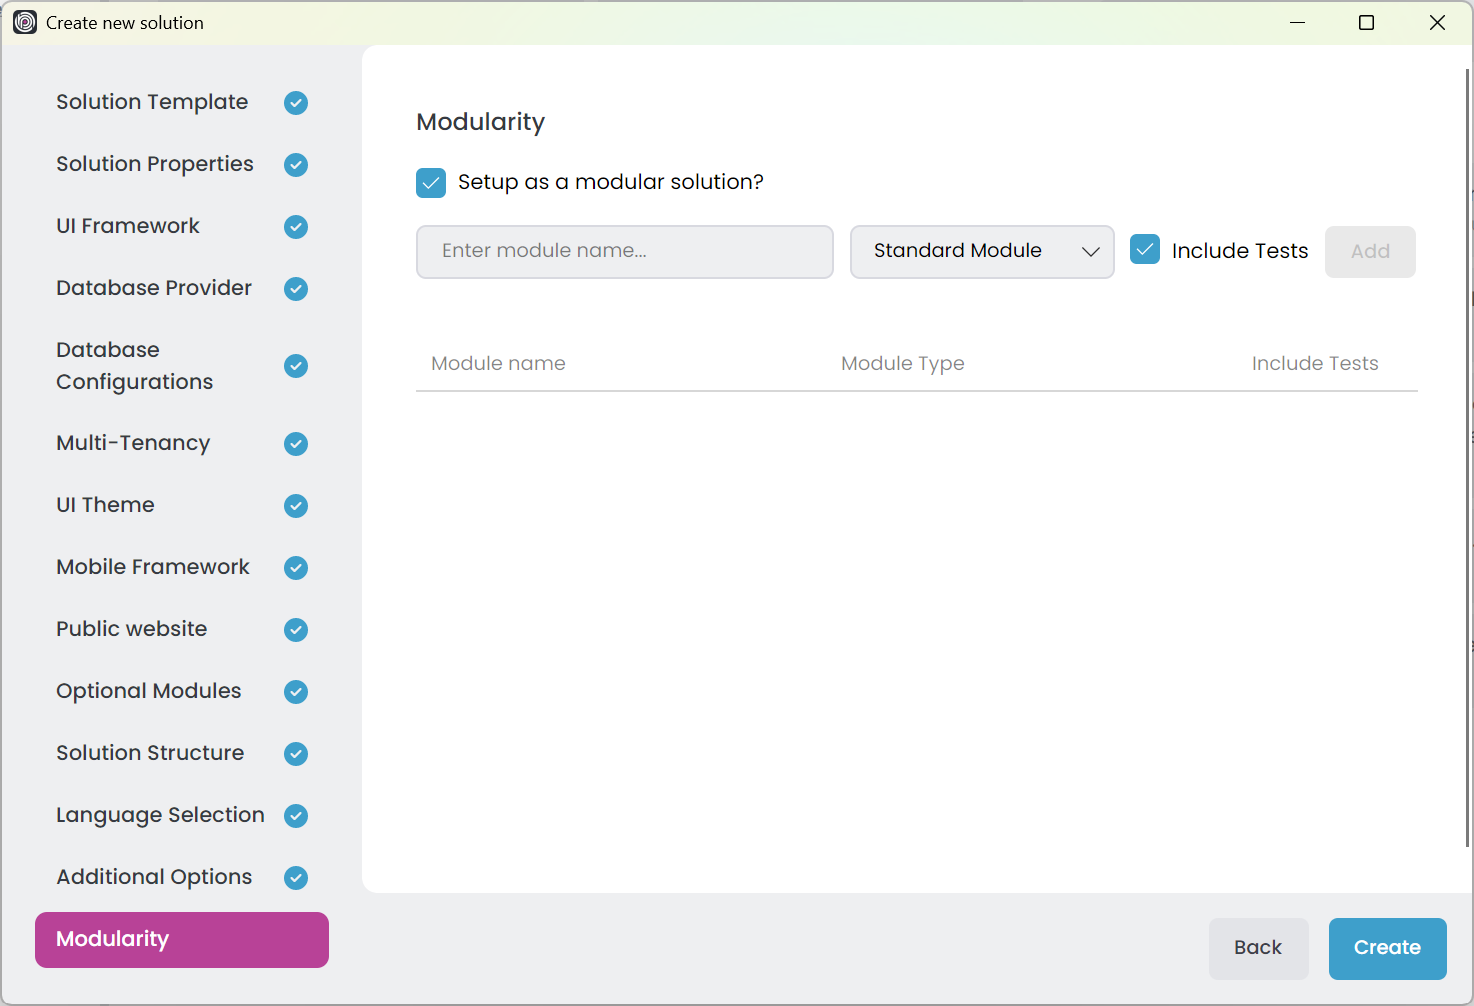 Create new solution
Solution Template
Solution Properties
UI Framework
Database Provider
Database
Configurations
Multi-Tenancy
UI Theme
Mobile Framework
Public website
Optional Modules
Solution Structure
Language Selection
Additional Options
Modularity
Modularity
Setup as a modular solution?
Enter module name...
Standard Module
Include Tests
Add
Module name
Module Type
Include Tests
Back
Create